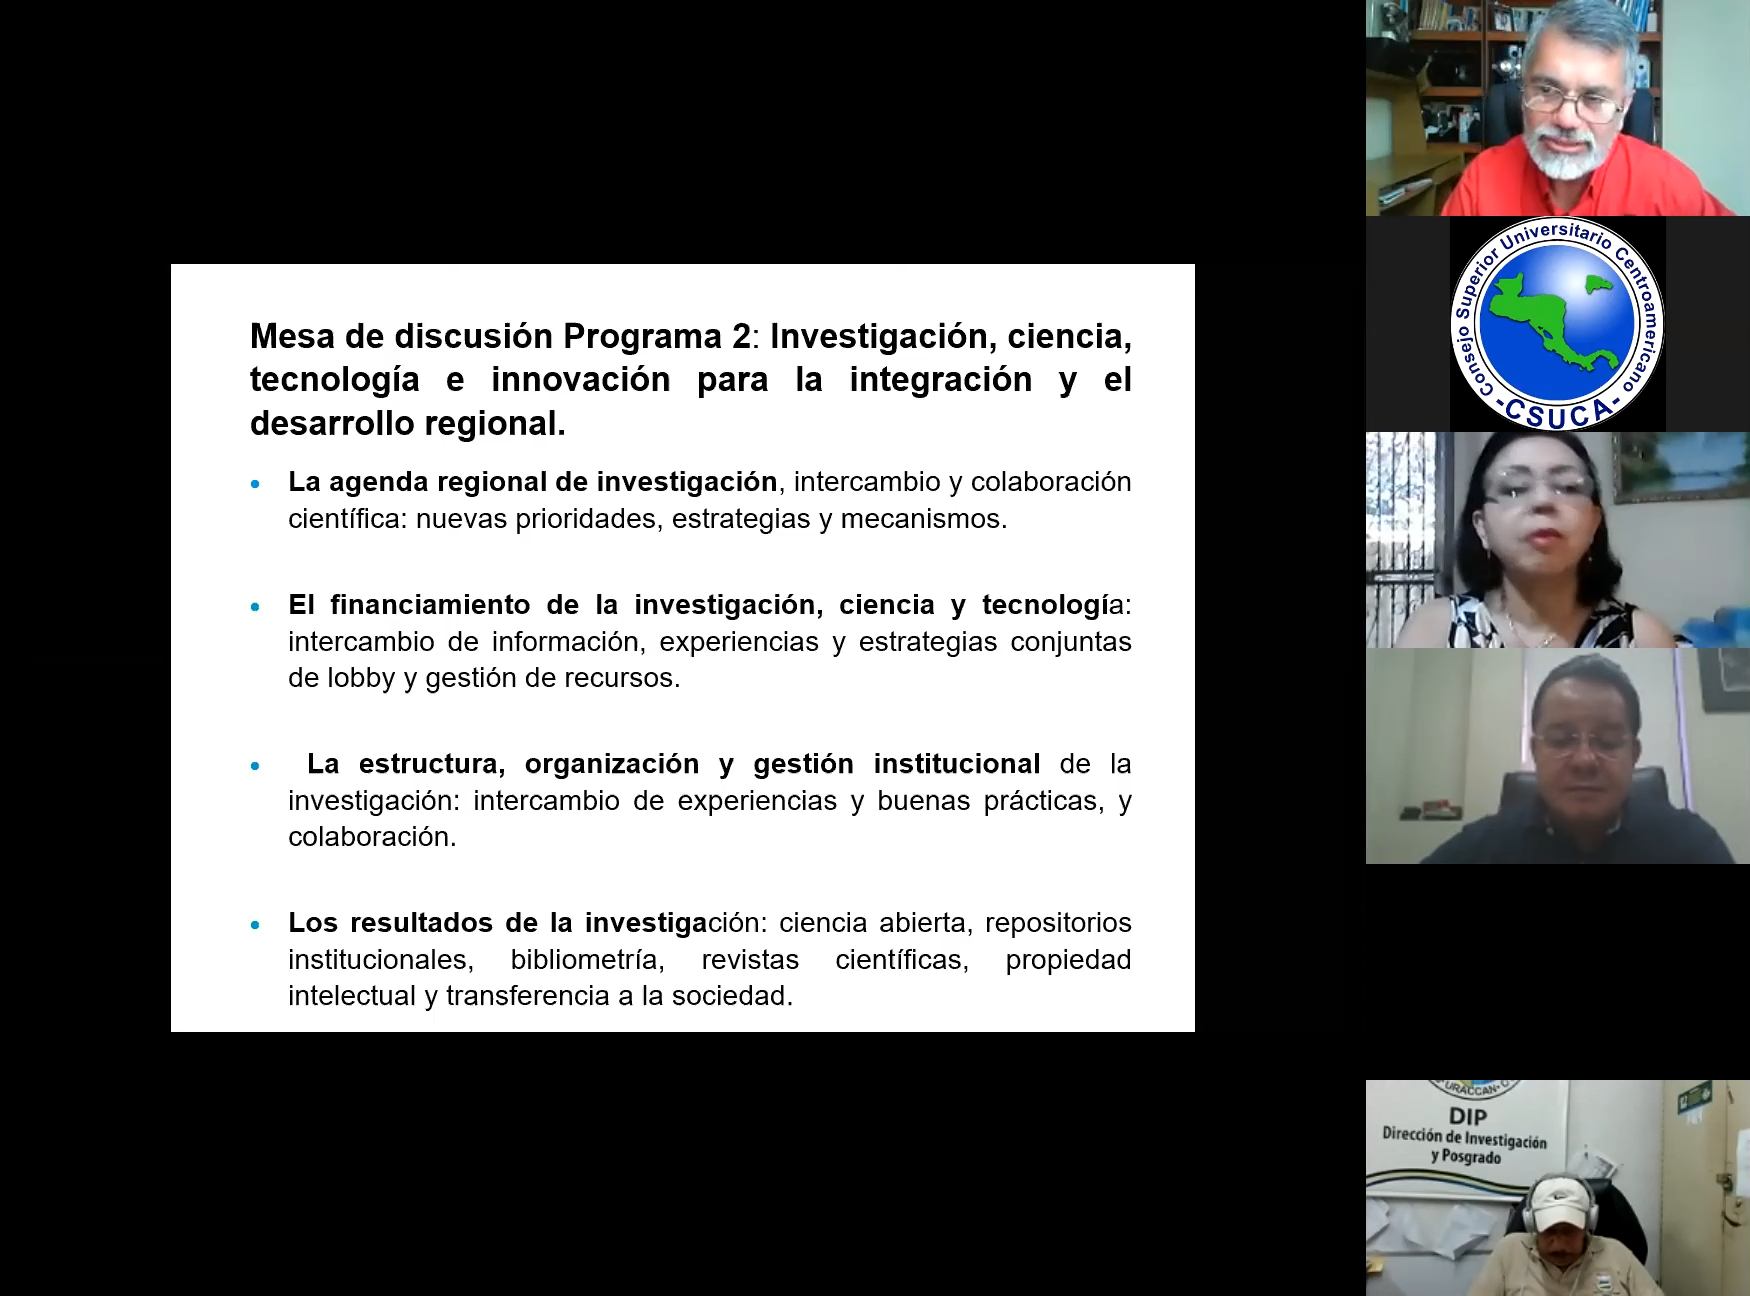 Mesa de discusión Programa 2: Investigación, ciencia,
tecnología e innovación para la integración y el
desarrollo regional.
• La agenda regional de investigación, intercambio y colaboración
científica: nuevas prioridades, estrategias y mecanismos.
• El financiamiento de la investigación, ciencia y tecnología:
intercambio de información, experiencias y estrategias conjuntas
de lobby y gestión de recursos.
• La estructura, organización y gestión institucional de la
investigación: intercambio de experiencias y buenas prácticas, y
colaboración.
• Los resultados de la investigación: ciencia abierta, repositorios
institucionales, bibliometría, revistas científicas, propiedad
intelectual y transferencia a la sociedad.
Consejo Superior Universitario Centroamericano
-CSUCA-
URACCAN
DIP
Dirección de Investigación
y Posgrado